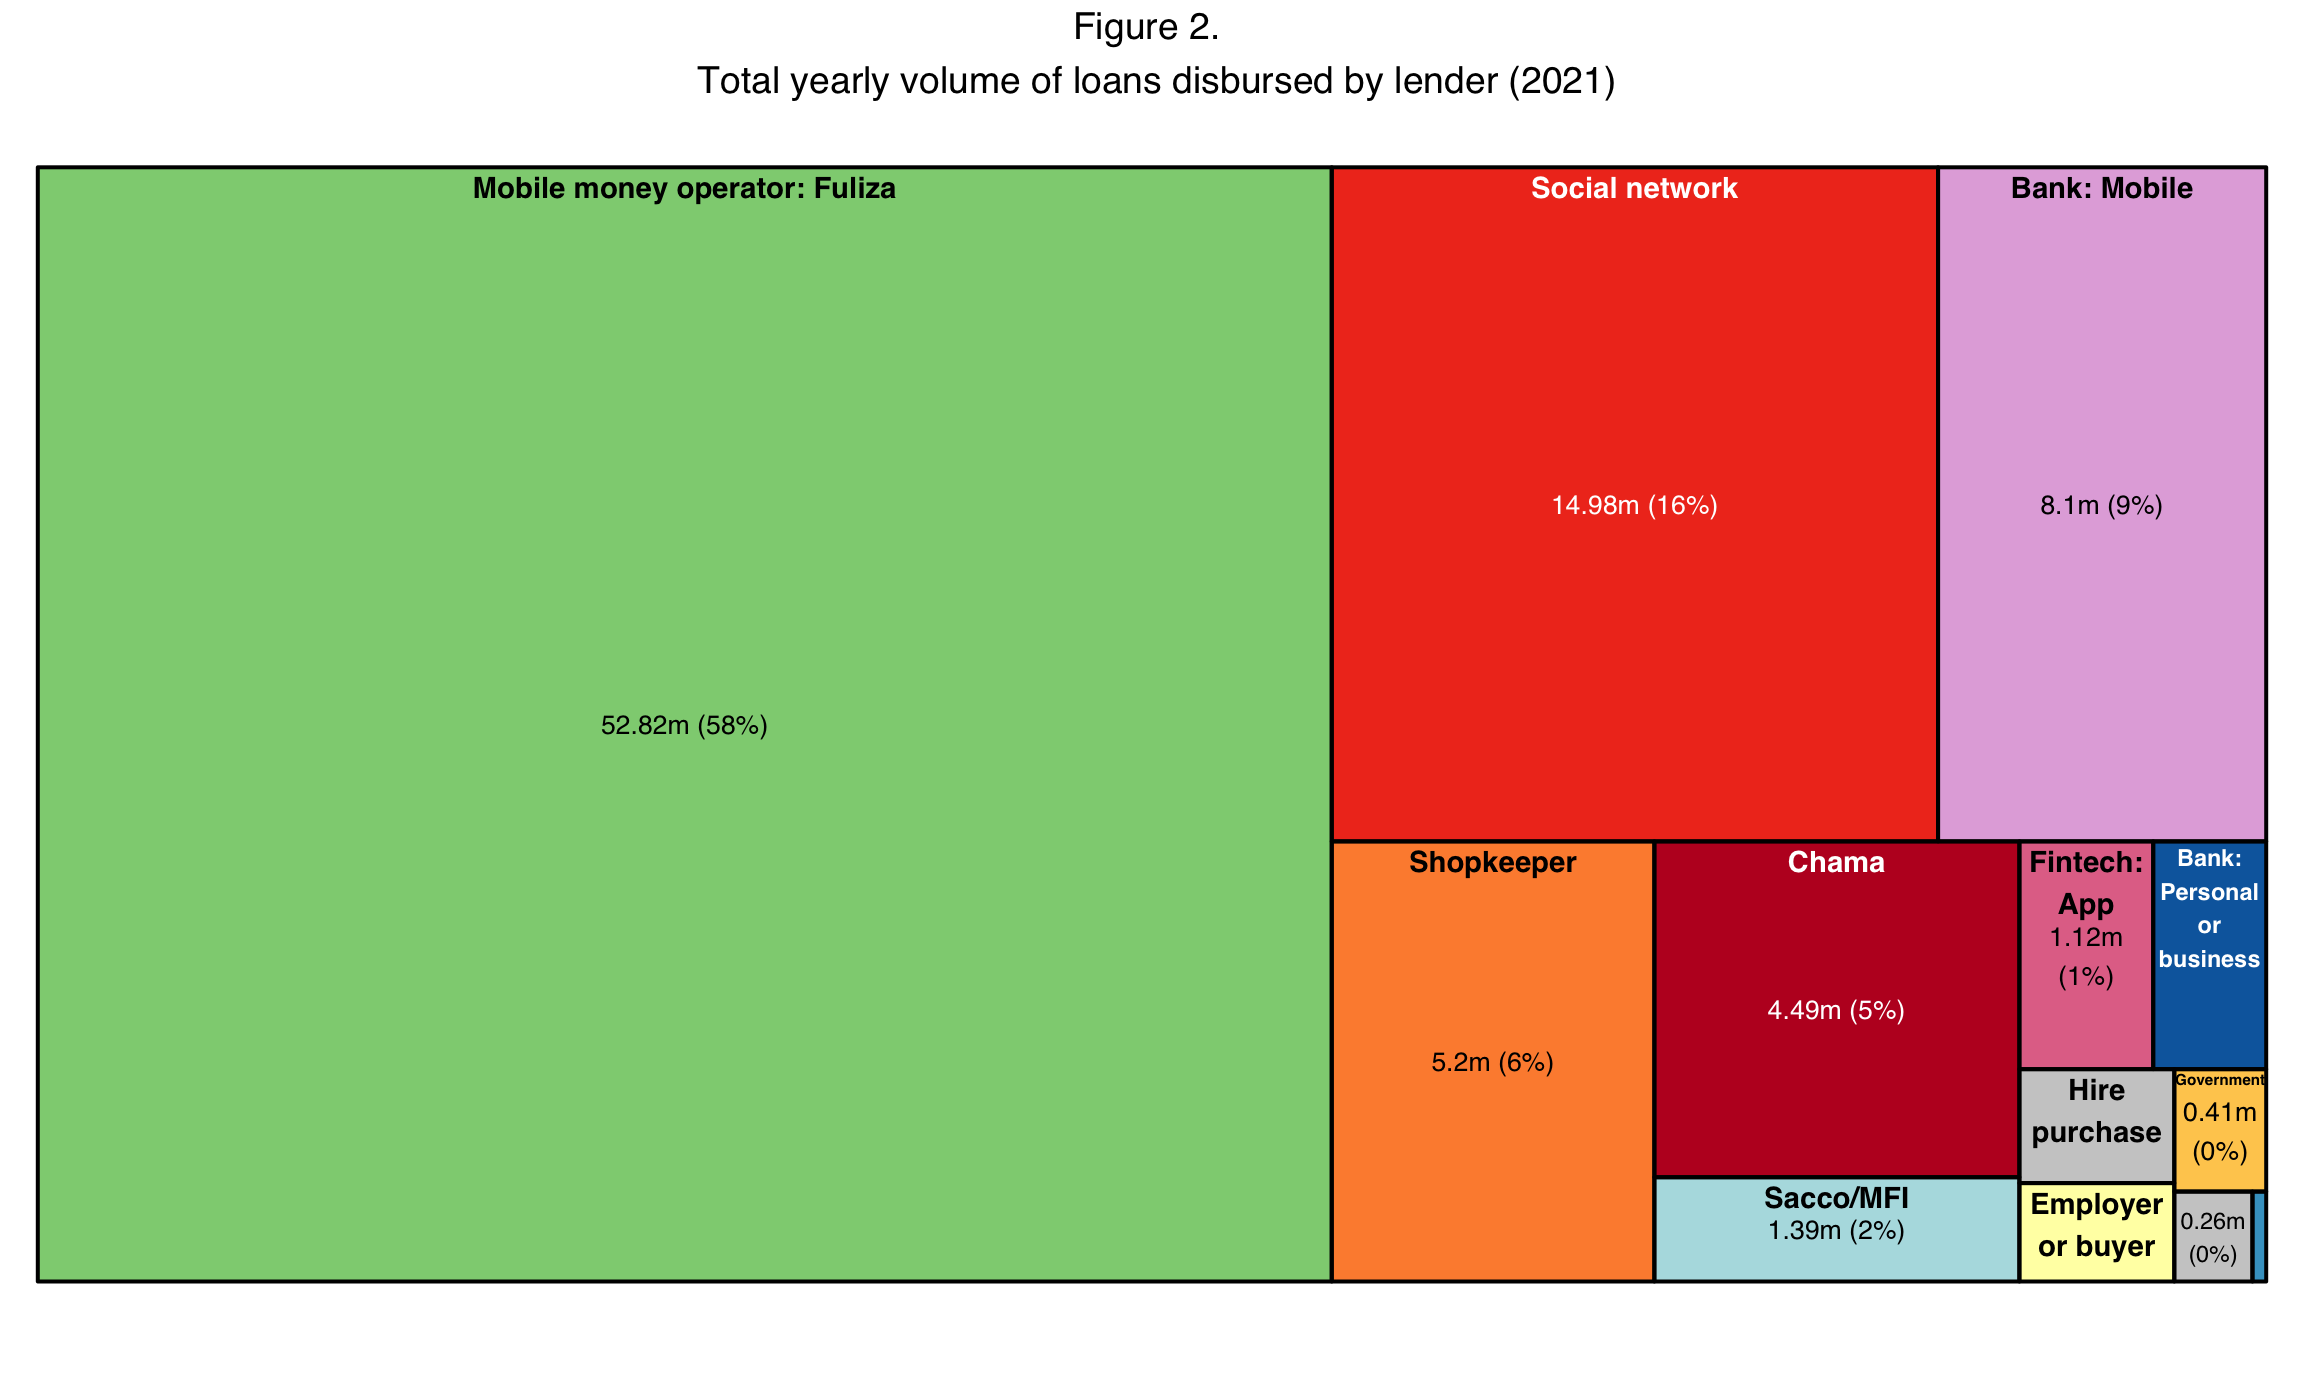 Figure 2.
Total yearly volume of loans disbursed by lender (2021)
Mobile money operator: Fuliza
52.82m (58%)
Social network
14.98m (16%)
Bank: Mobile
8.1m (9%)
Shopkeeper
5.2m (6%)
Chama
4.49m (5%)
Sacco/MFI
1.39m (2%)
Fintech:
App
1.12m
(1%)
Bank:
Personal
or
business
Hire
purchase
Government
0.41m
(0%)
Employer
or buyer
0.26m
(0%)